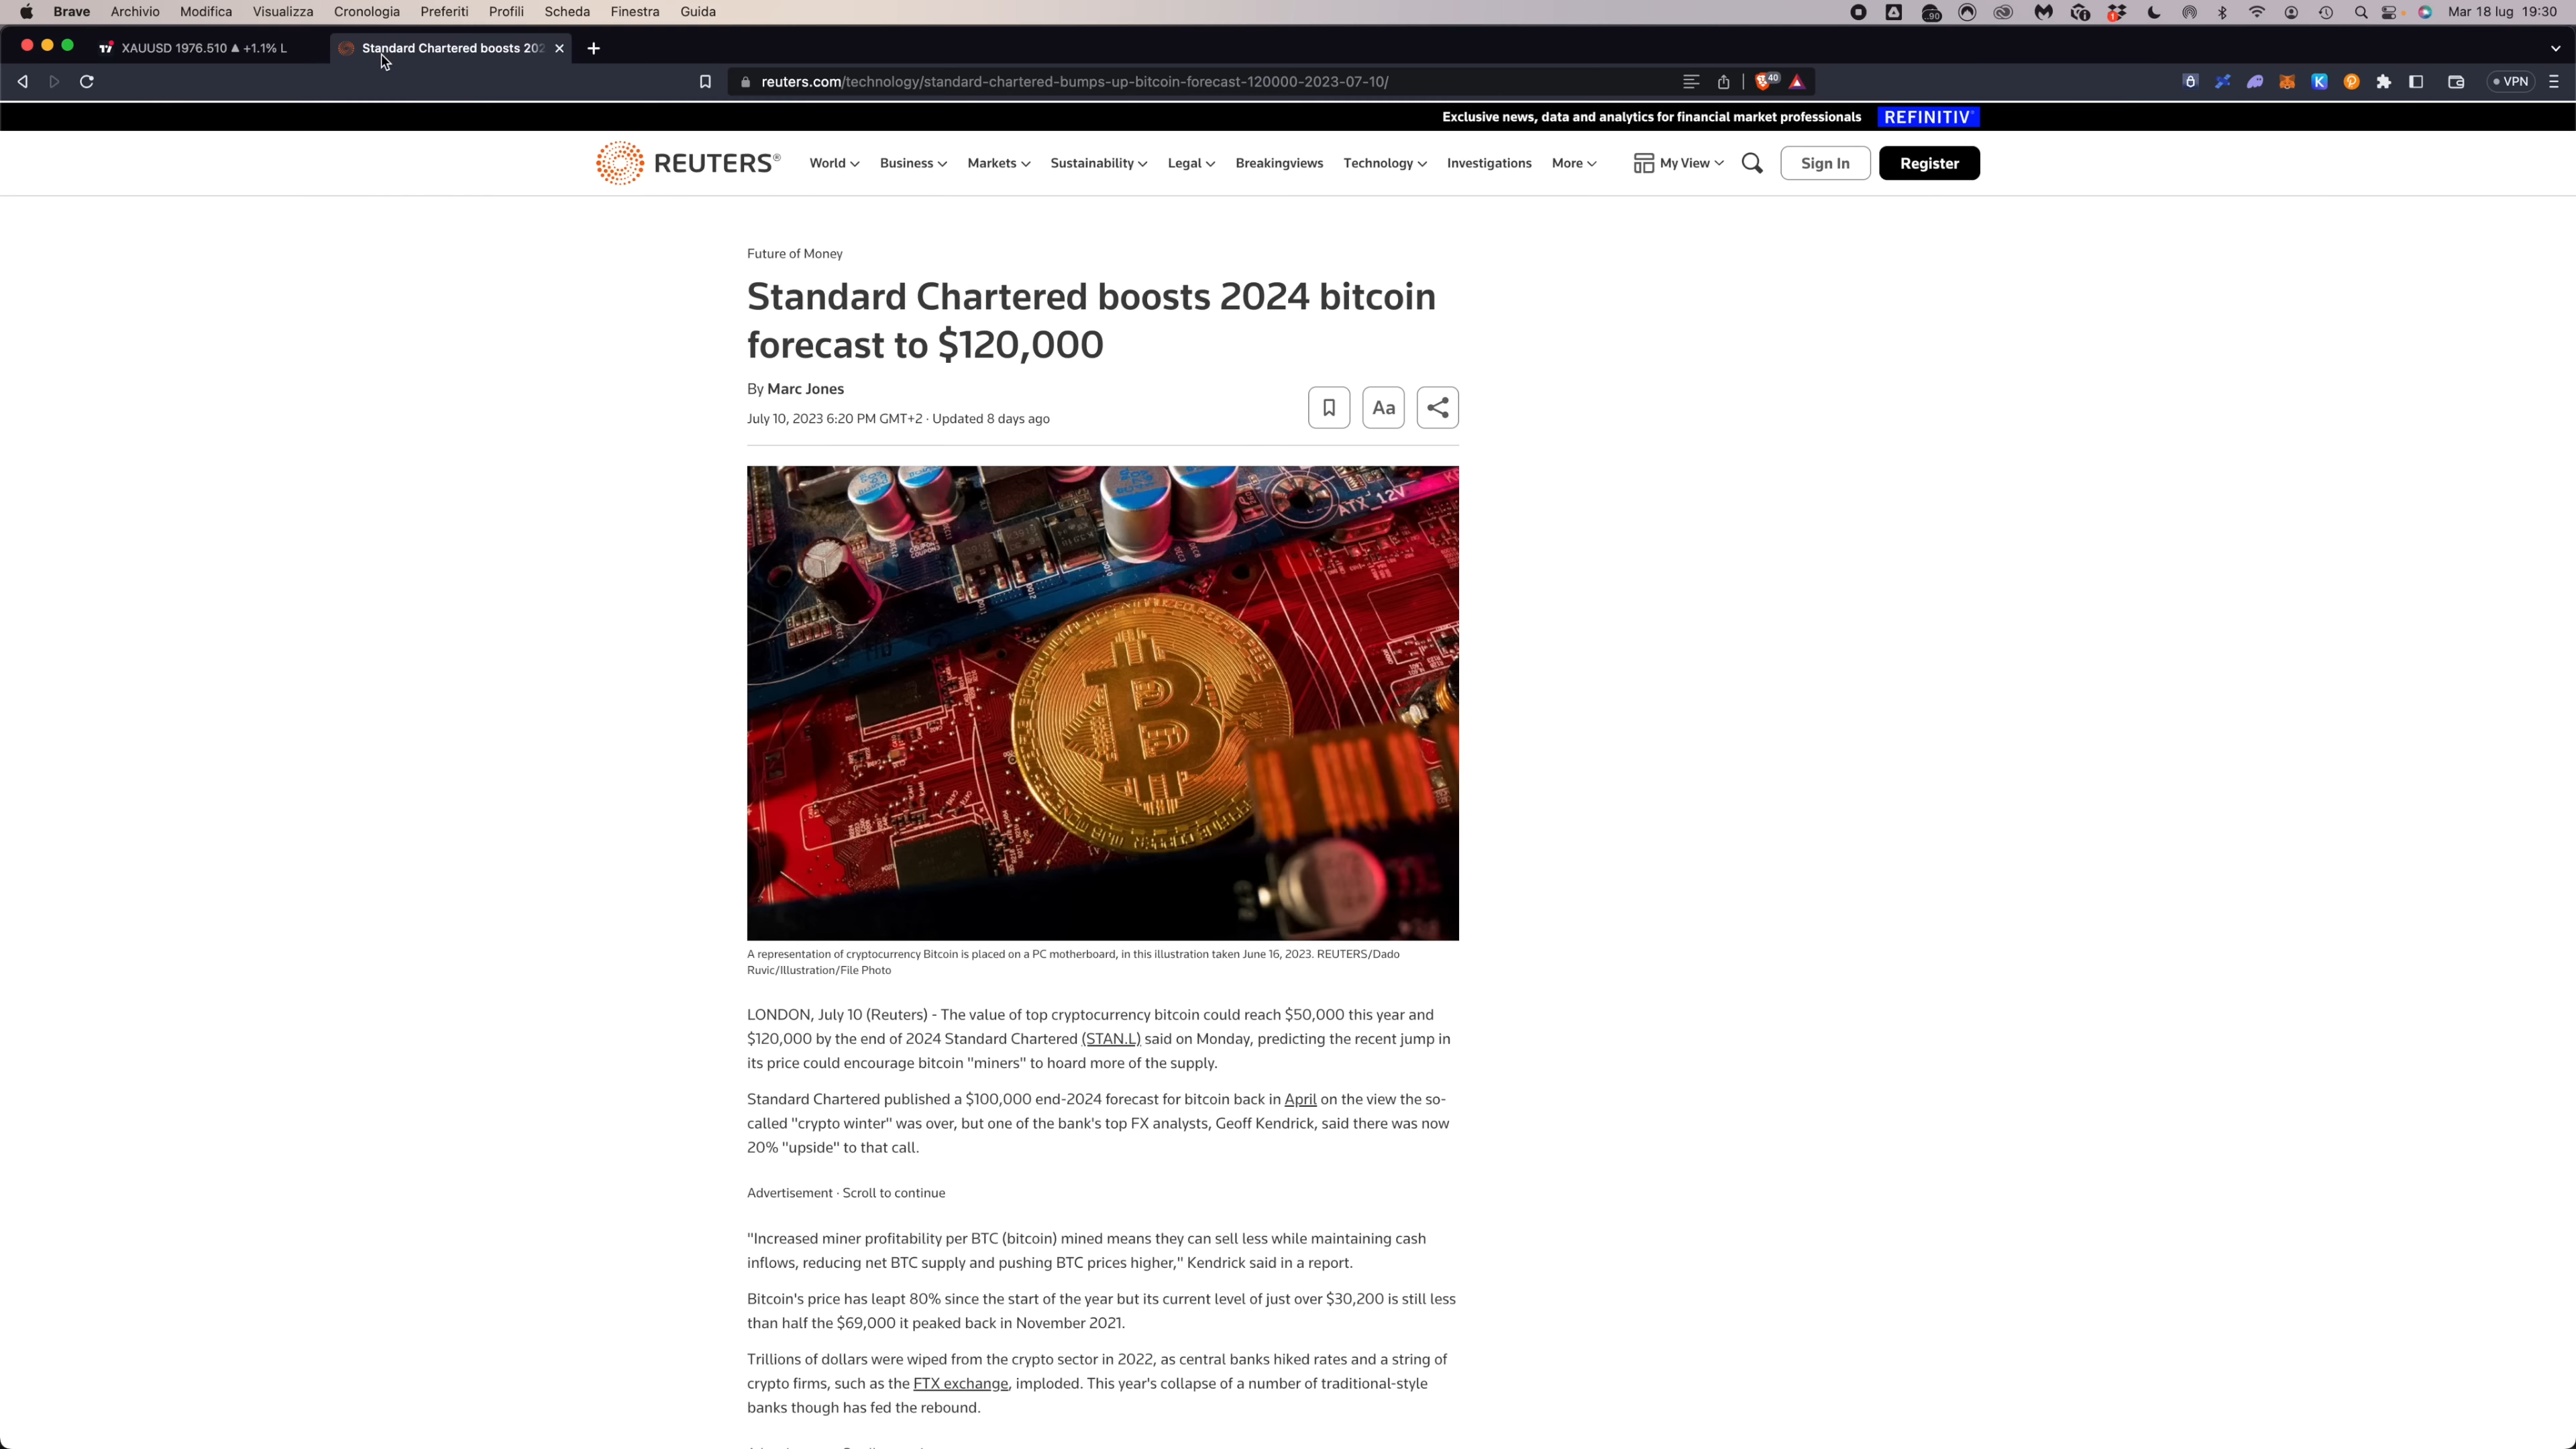 Brave Archivio Modifica Visualizza Cronologia Preferiti Profili Scheda Finestra Guida
Mar 18 lug 19:30
XAUUSD 1976.510 ▲ +1.1% L
Standard Chartered boosts 202
reuters.com/technology/standard-chartered-bumps-up-bitcoin-forecast-120000-2023-07-10/
40
VPN
Exclusive news, data and analytics for financial market professionals REFINITIV
REUTERS® World Business Markets Sustainability Legal Breakingviews Technology Investigations More My View Sign In Register
Future of Money
Standard Chartered boosts 2024 bitcoin
forecast to $120,000
By Marc Jones
July 10, 2023 6:20 PM GMT+2 · Updated 8 days ago
Aa
ATX_12V
A representation of cryptocurrency Bitcoin is placed on a PC motherboard, in this illustration taken June 16, 2023. REUTERS/Dado
Ruvic/Illustration/File Photo
LONDON, July 10 (Reuters) - The value of top cryptocurrency bitcoin could reach $50,000 this year and
$120,000 by the end of 2024 Standard Chartered (STAN.L) said on Monday, predicting the recent jump in
its price could encourage bitcoin "miners" to hoard more of the supply.
Standard Chartered published a $100,000 end-2024 forecast for bitcoin back in April on the view the so-
called "crypto winter" was over, but one of the bank's top FX analysts, Geoff Kendrick, said there was now
20% "upside" to that call.
Advertisement · Scroll to continue
"Increased miner profitability per BTC (bitcoin) mined means they can sell less while maintaining cash
inflows, reducing net BTC supply and pushing BTC prices higher," Kendrick said in a report.
Bitcoin's price has leapt 80% since the start of the year but its current level of just over $30,200 is still less
than half the $69,000 it peaked back in November 2021.
Trillions of dollars were wiped from the crypto sector in 2022, as central banks hiked rates and a string of
crypto firms, such as the FTX exchange, imploded. This year's collapse of a number of traditional-style
banks though has fed the rebound.